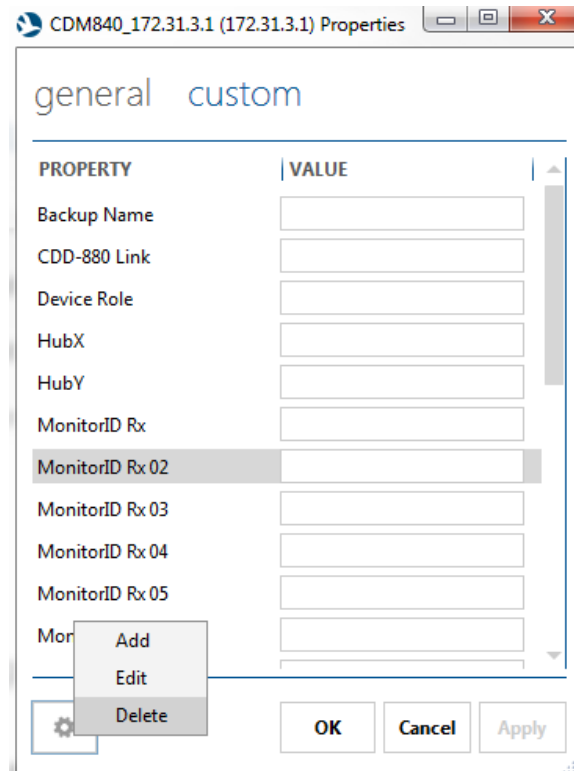 CDM840_172.31.3.1 (172.31.3.1) Properties
general custom
PROPERTY VALUE
Backup Name
CDD-880 Link
Device Role
HubX
HubY
MonitorID Rx
MonitorID Rx 02
MonitorID Rx 03
MonitorID Rx 04
MonitorID Rx 05
Mon
Add
Edit
Delete
OK Cancel Apply